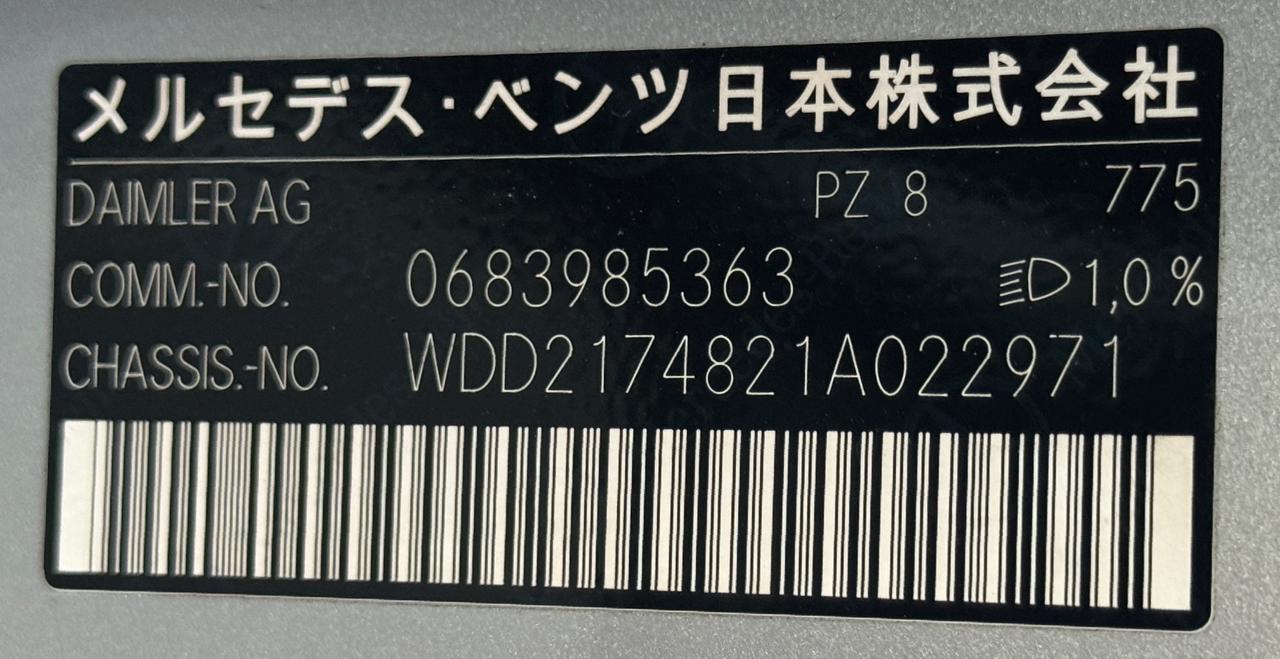 メルセデス・ベンツ日本株式会社
DAIMLER AG PZ 8 775
COMM.-NO. 0683985363 1,0 %
CHASSIS.-NO. WDD2174821A022971